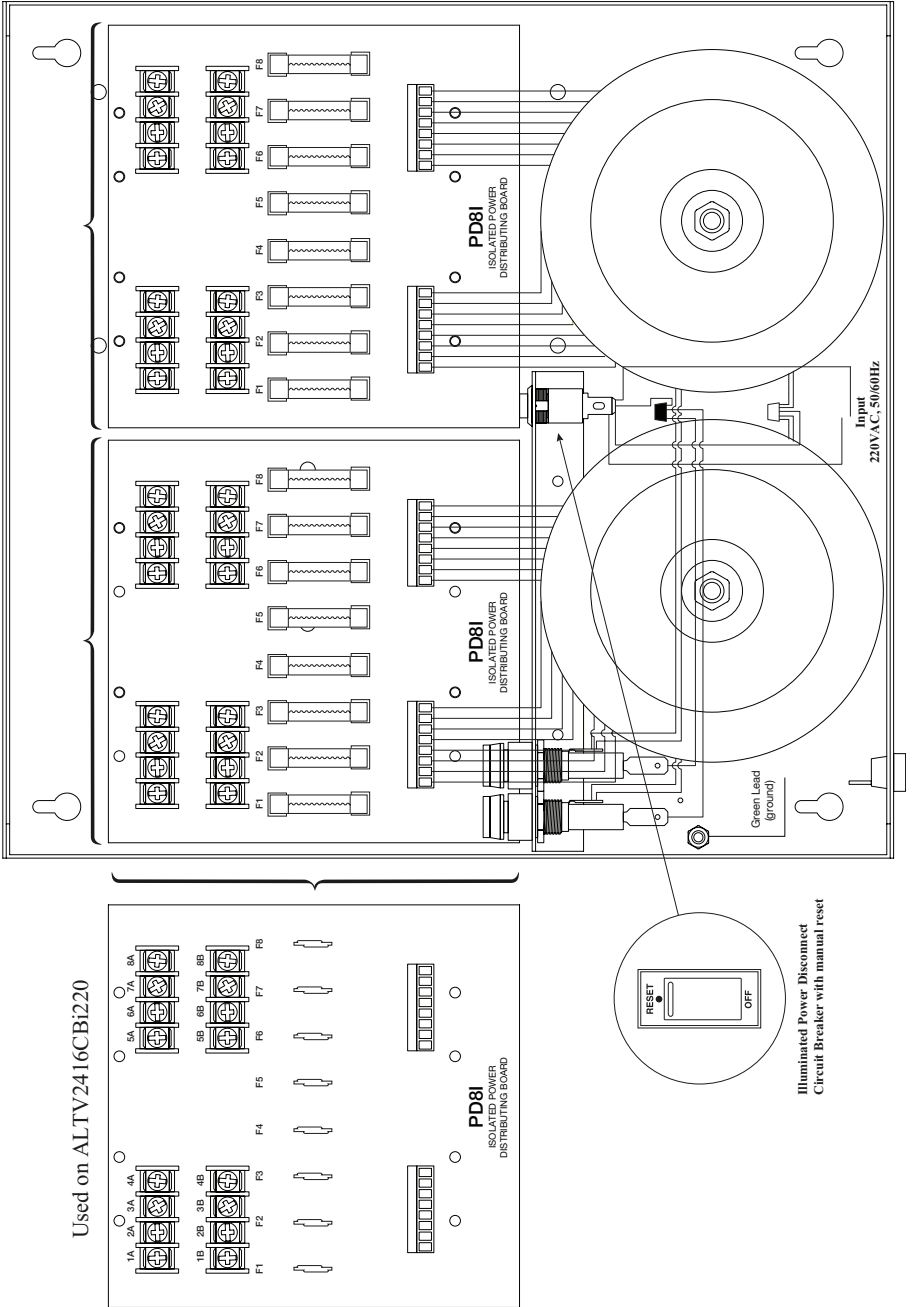 Used on ALTV2416CBi220
1A 2A 3A 4A
5A 6A 7A 8A
1B 2B 3B 4B
5B 6B 7B 8B
F1 F2 F3 F4 F5 F6 F7 F8
PD8I
ISOLATED POWER
DISTRIBUTING BOARD
F1 F2 F3 F4 F5 F6 F7 F8
PD8I
ISOLATED POWER
DISTRIBUTING BOARD
F1 F2 F3 F4 F5 F6 F7 F8
PD8I
ISOLATED POWER
DISTRIBUTING BOARD
RESET
OFF
Illuminated Power Disconnect
Circuit Breaker with manual reset
Green Lead
(ground)
Input
220VAC, 50/60Hz